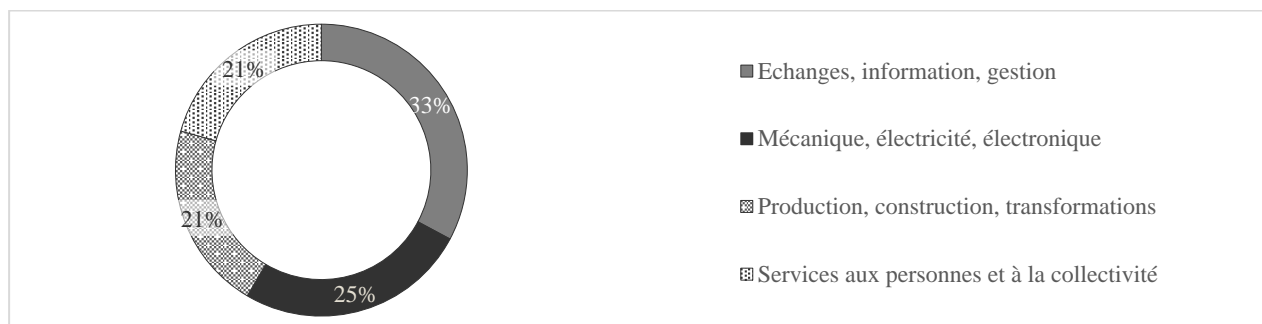 21%
33%
21%
25%
Echanges, information, gestion
Mécanique, électricité, électronique
Production, construction, transformations
Services aux personnes et à la collectivité